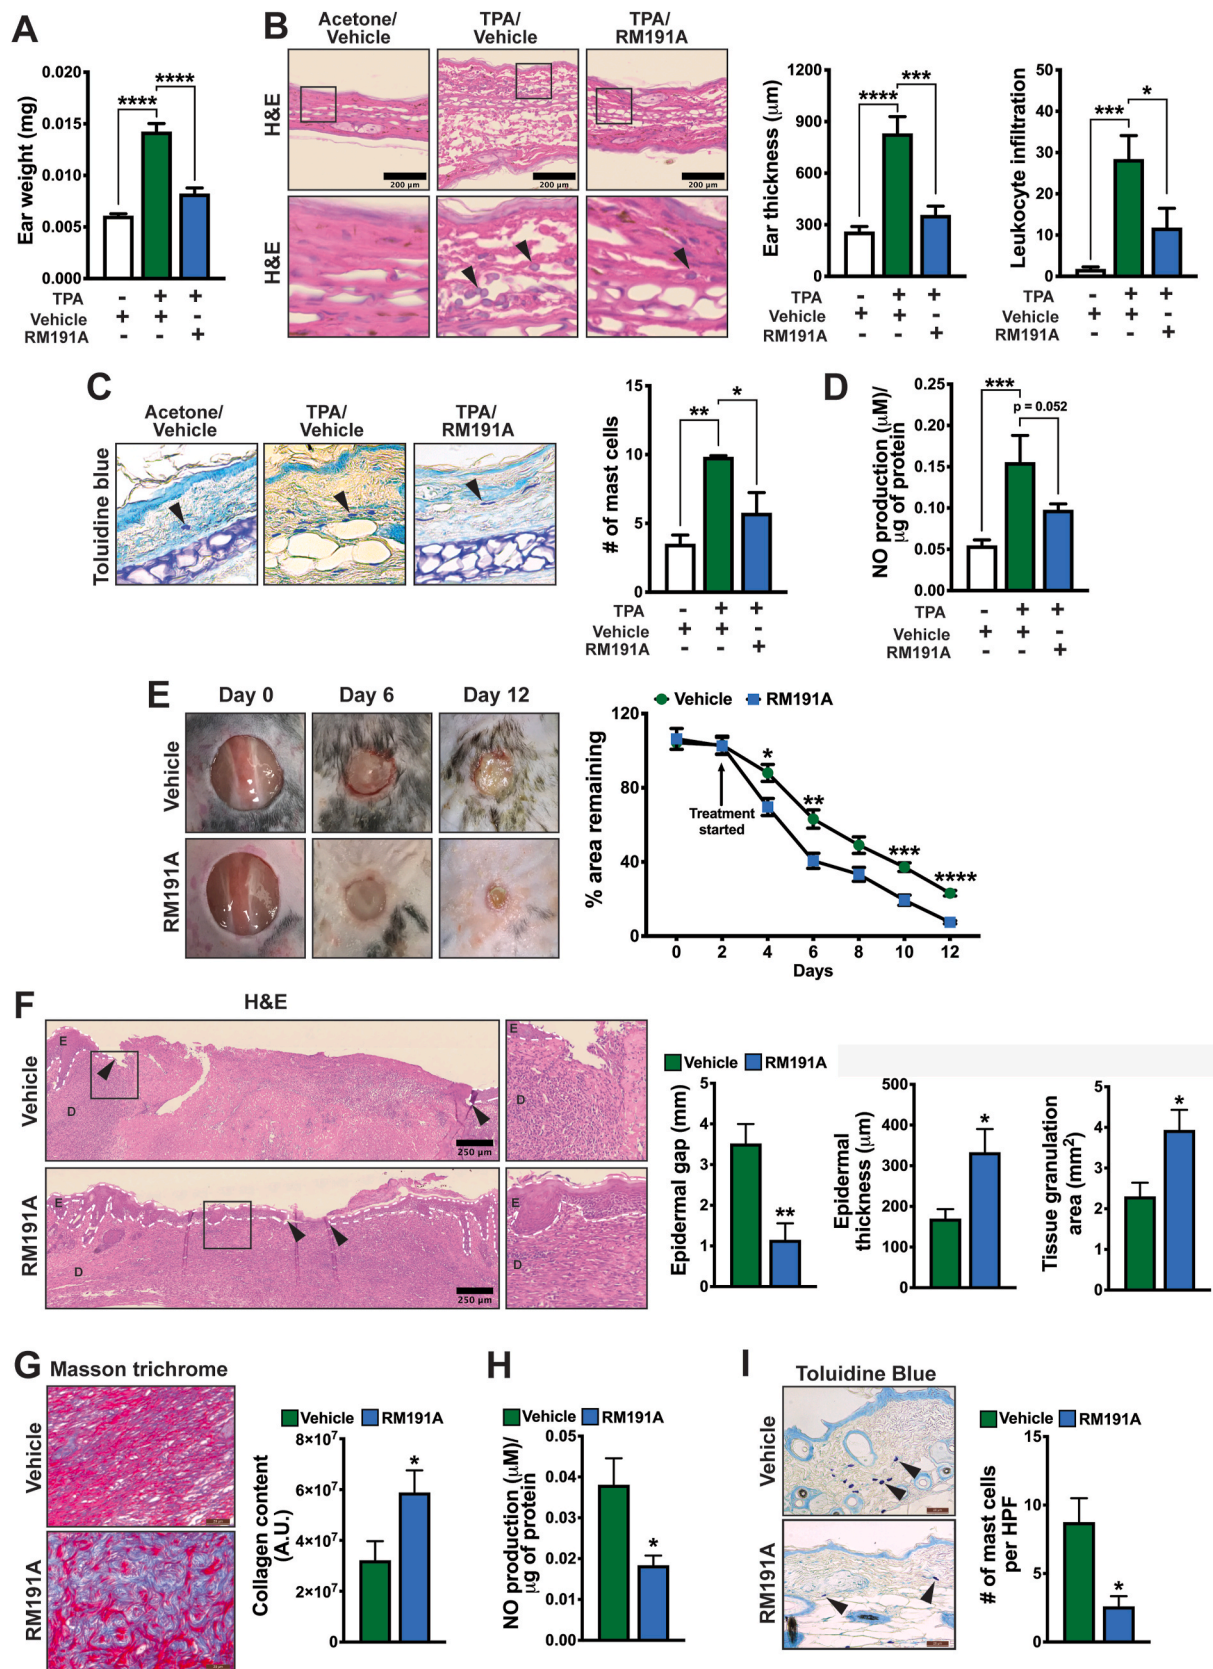 A
Ear weight (mg)
0.020
0.015
0.010
0.005
0.000
****
****
TPA - + +
Vehicle + + -
RM191A - - +
B
Acetone/
Vehicle
TPA/
Vehicle
TPA/
RM191A
H&E
200 µm
200 µm
200 µm
H&E
Ear thickness (µm)
1200
900
600
300
0
****
***
TPA - + +
Vehicle + + -
RM191A - - +
Leukocyte infiltration
50
40
30
20
10
0
***
*
TPA - + +
Vehicle + + -
RM191A - - +
C
Acetone/
Vehicle
TPA/
Vehicle
TPA/
RM191A
Toluidine blue
# of mast cells
15
10
5
0
**
*
TPA - + +
Vehicle + + -
RM191A - - +
D
NO production (µM)/
µg of protein
0.25
0.20
0.15
0.10
0.05
0.00
***
p = 0.052
TPA - + +
Vehicle + + -
RM191A - - +
E
Day 0
Day 6
Day 12
Vehicle
RM191A
Vehicle
RM191A
% area remaining
120
80
40
0
Treatment
started
*
**
***
****
0 2 4 6 8 10 12
Days
F
H&E
Vehicle
E
D
250 µm
E
D
RM191A
E
D
250 µm
E
D
Vehicle
RM191A
Epidermal gap (mm)
5
4
3
2
1
0
**
Epidermal
thickness (µm)
500
400
300
200
100
0
*
Tissue granulation
area (mm²)
5
4
3
2
1
0
*
G
Masson trichrome
Vehicle
RM191A
Vehicle
RM191A
Collagen content
(A.U.)
8×10⁷
6×10⁷
4×10⁷
2×10⁷
0
*
H
Vehicle
RM191A
NO production (µM)/
µg of protein
0.05
0.04
0.03
0.02
0.01
0.00
*
I
Toluidine Blue
Vehicle
RM191A
Vehicle
RM191A
# of mast cells
per HPF
15
10
5
0
*